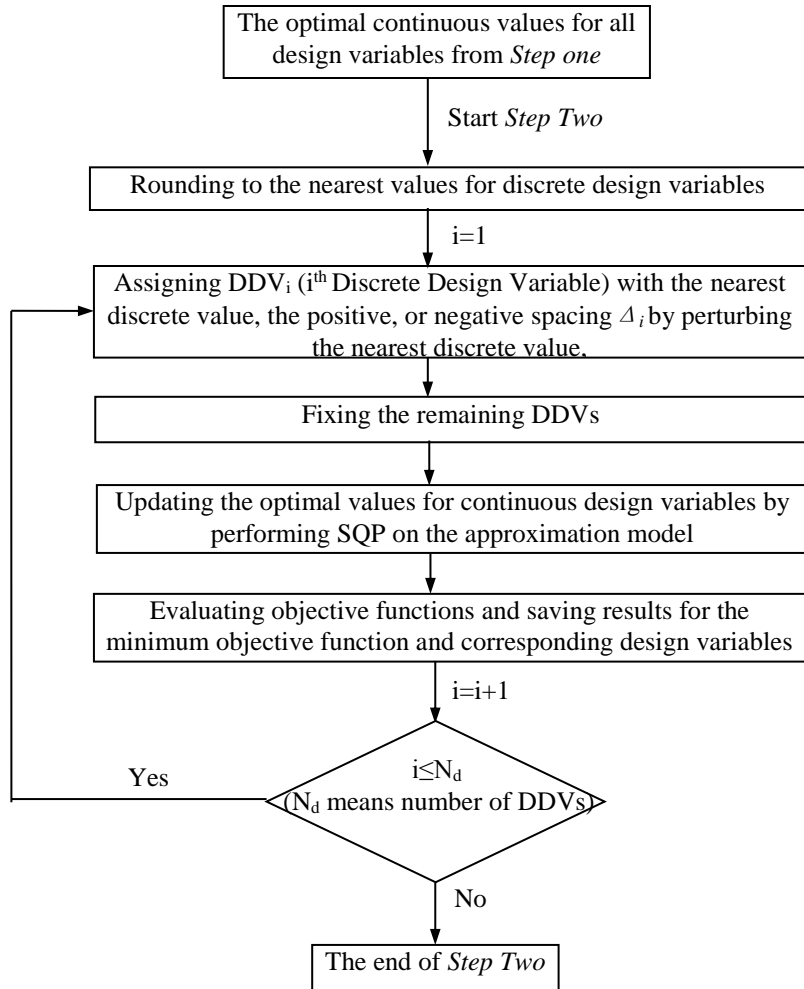 The optimal continuous values for all
design variables from Step one
Start Step Two
Rounding to the nearest values for discrete design variables
i=1
Assigning DDVi (ith Discrete Design Variable) with the nearest
discrete value, the positive, or negative spacing Δi by perturbing
the nearest discrete value,
Fixing the remaining DDVs
Updating the optimal values for continuous design variables by
performing SQP on the approximation model
Evaluating objective functions and saving results for the
minimum objective function and corresponding design variables
i=i+1
Yes
i≤Nd
(Nd means number of DDVs)
No
The end of Step Two